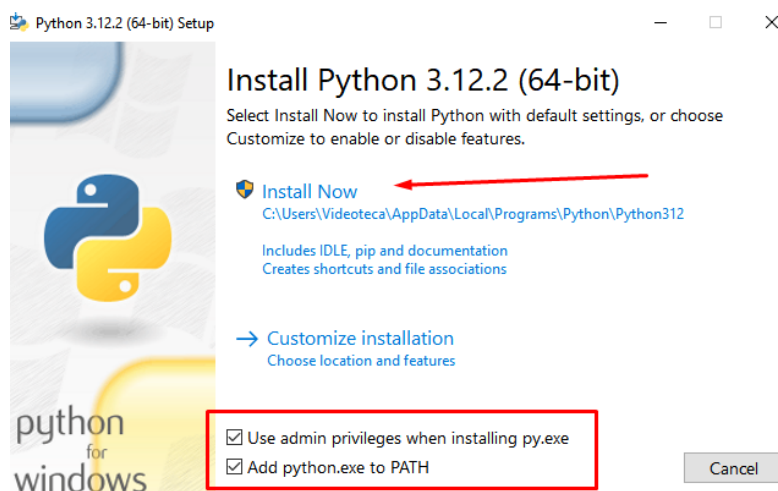 Python 3.12.2 (64-bit) Setup
Install Python 3.12.2 (64-bit)
Select Install Now to install Python with default settings, or choose
Customize to enable or disable features.
Install Now
C:\Users\Videoteca\AppData\Local\Programs\Python\Python312
Includes IDLE, pip and documentation
Creates shortcuts and file associations
Customize installation
Choose location and features
python
for
windows
Use admin privileges when installing py.exe
Add python.exe to PATH
Cancel